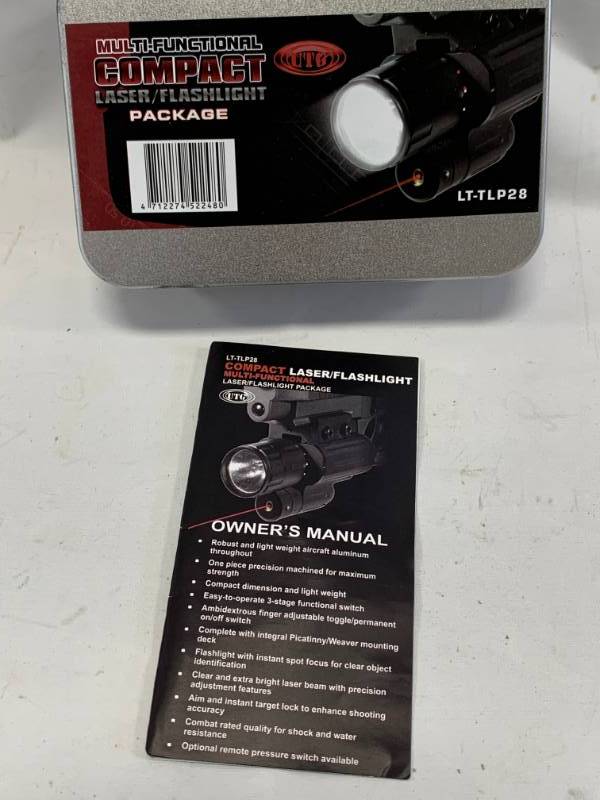 MULTI-FUNCTIONAL
COMPACT
LASER/FLASHLIGHT
PACKAGE
UTG
4 712274 522480
LT-TLP28
LT-TLP28
COMPACT LASER/FLASHLIGHT
MULTI-FUNCTIONAL
LASER/FLASHLIGHT PACKAGE
UTG
OWNER'S MANUAL
• Robust and light weight aircraft aluminum
throughout
• One piece precision machined for maximum
strength
• Compact dimension and light weight
• Easy-to-operate 3-stage functional switch
• Ambidextrous finger adjustable toggle/permanent
on/off switch
• Complete with integral Picatinny/Weaver mounting
deck
• Flashlight with instant spot focus for clear object
identification
• Clear and extra bright laser beam with precision
adjustment features
• Aim and instant target lock to enhance shooting
accuracy
• Combat rated quality for shock and water
resistance
• Optional remote pressure switch available